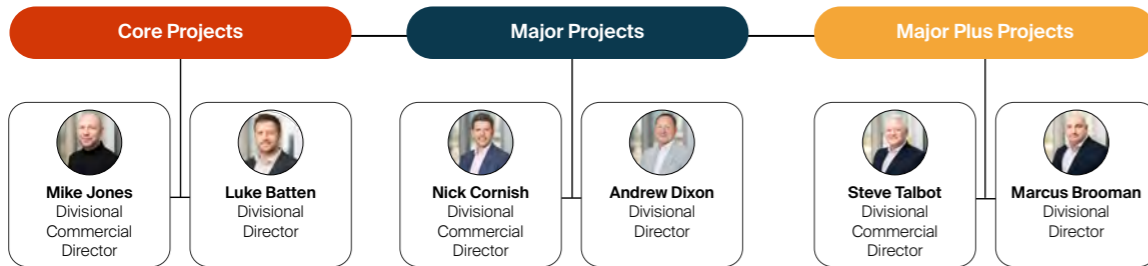 Core Projects
Major Projects
Major Plus Projects
Mike Jones
Divisional
Commercial
Director
Luke Batten
Divisional
Director
Nick Cornish
Divisional
Commercial
Director
Andrew Dixon
Divisional
Director
Steve Talbot
Divisional
Commercial
Director
Marcus Brooman
Divisional
Director